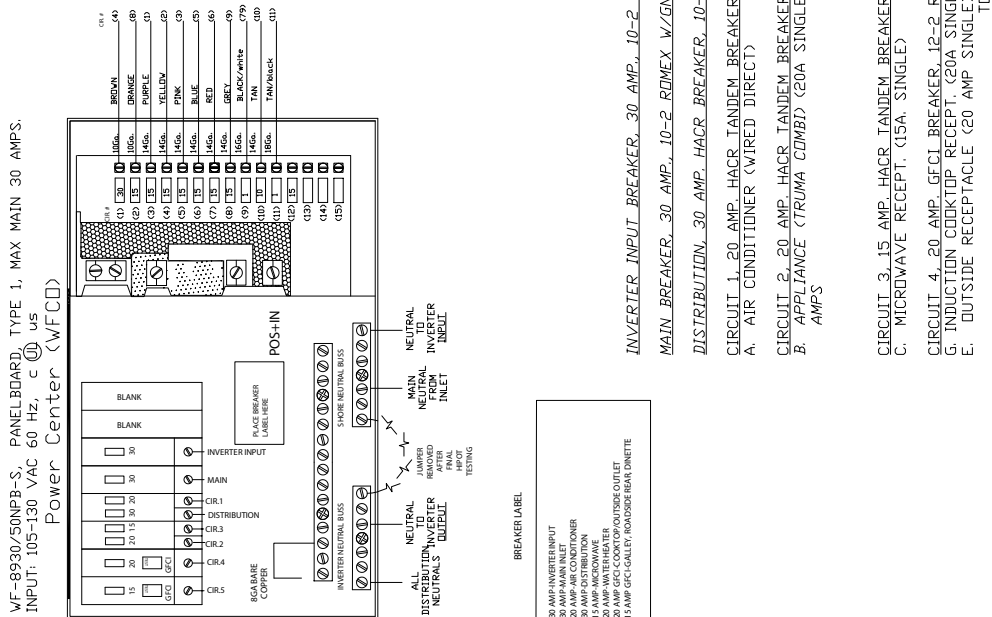 WF-8930/50NPB-S, PANELBOARD, TYPE 1, MAX MAIN 30 AMPS.
INPUT: 105-130 VAC 60 Hz, c UL us
Power Center (WFCO)
CIR. #
(4)
(8)
(1)
(2)
(3)
(5)
(6)
(9)
(79)
(10)
(11)
BROWN
ORANGE
PURPLE
YELLOW
PINK
BLUE
RED
GREY
BLACK/white
TAN
TAN/black
10Ga.
10Ga.
14Ga.
14Ga.
14Ga.
14Ga.
14Ga.
14Ga.
16Ga.
14Ga.
18Ga.
30
15
15
15
15
15
15
15
1
10
1
15
CIR. #
(1)
(2)
(3)
(4)
(5)
(6)
(7)
(8)
(9)
(10)
(11)
(12)
(13)
(14)
(15)
BLANK
BLANK
30
INVERTER INPUT
30
MAIN
20
CIR.1
30
DISTRIBUTION
15
CIR.3
20
CIR.2
20
GFCI
CIR.4
15
GFCI
CIR.5
PLACE BREAKER
LABEL HERE
POS+IN
8GA BARE
COPPER
INVERTER NEUTRAL BUSS
SHORE NEUTRAL BUSS
ALL
DISTRIBUTION
NEUTRALS
NEUTRAL
TO
INVERTER
OUTPUT
JUMPER
REMOVED
AFTER
FINAL
HIPOT
TESTING
MAIN
NEUTRAL
FROM
INLET
NEUTRAL
TO
INVERTER
INPUT
BREAKER LABEL
30 AMP-INVERTER INPUT
30 AMP-MAIN INLET
20 AMP-AIR CONDITIONER
30 AMP-DISTRIBUTION
15 AMP-MICROWAVE
20 AMP-WATER HEATER
20 AMP GFCI-COOKTOP/OUTSIDE OUTLET
15 AMP GFCI-GALLEY, ROADSIDE REAR, DINETTE
INVERTER INPUT BREAKER, 30 AMP., 10-2
MAIN BREAKER, 30 AMP., 10-2 ROMEX W/GN
DISTRIBUTION, 30 AMP. HACR BREAKER, 10-
CIRCUIT 1, 20 AMP. HACR TANDEM BREAKER
A. AIR CONDITIONER (WIRED DIRECT)
CIRCUIT 2, 20 AMP. HACR TANDEM BREAKER
B. APPLIANCE (TRUMA COMBI) (20A SINGLE
AMPS
CIRCUIT 3, 15 AMP. HACR TANDEM BREAKER
C. MICROWAVE RECEPT. (15A. SINGLE)
CIRCUIT 4, 20 AMP. GFCI BREAKER, 12-2 R
G. INDUCTION COOKTOP RECEPT. (20A SING
E. OUTSIDE RECEPTACLE (20 AMP SINGLE)
TO